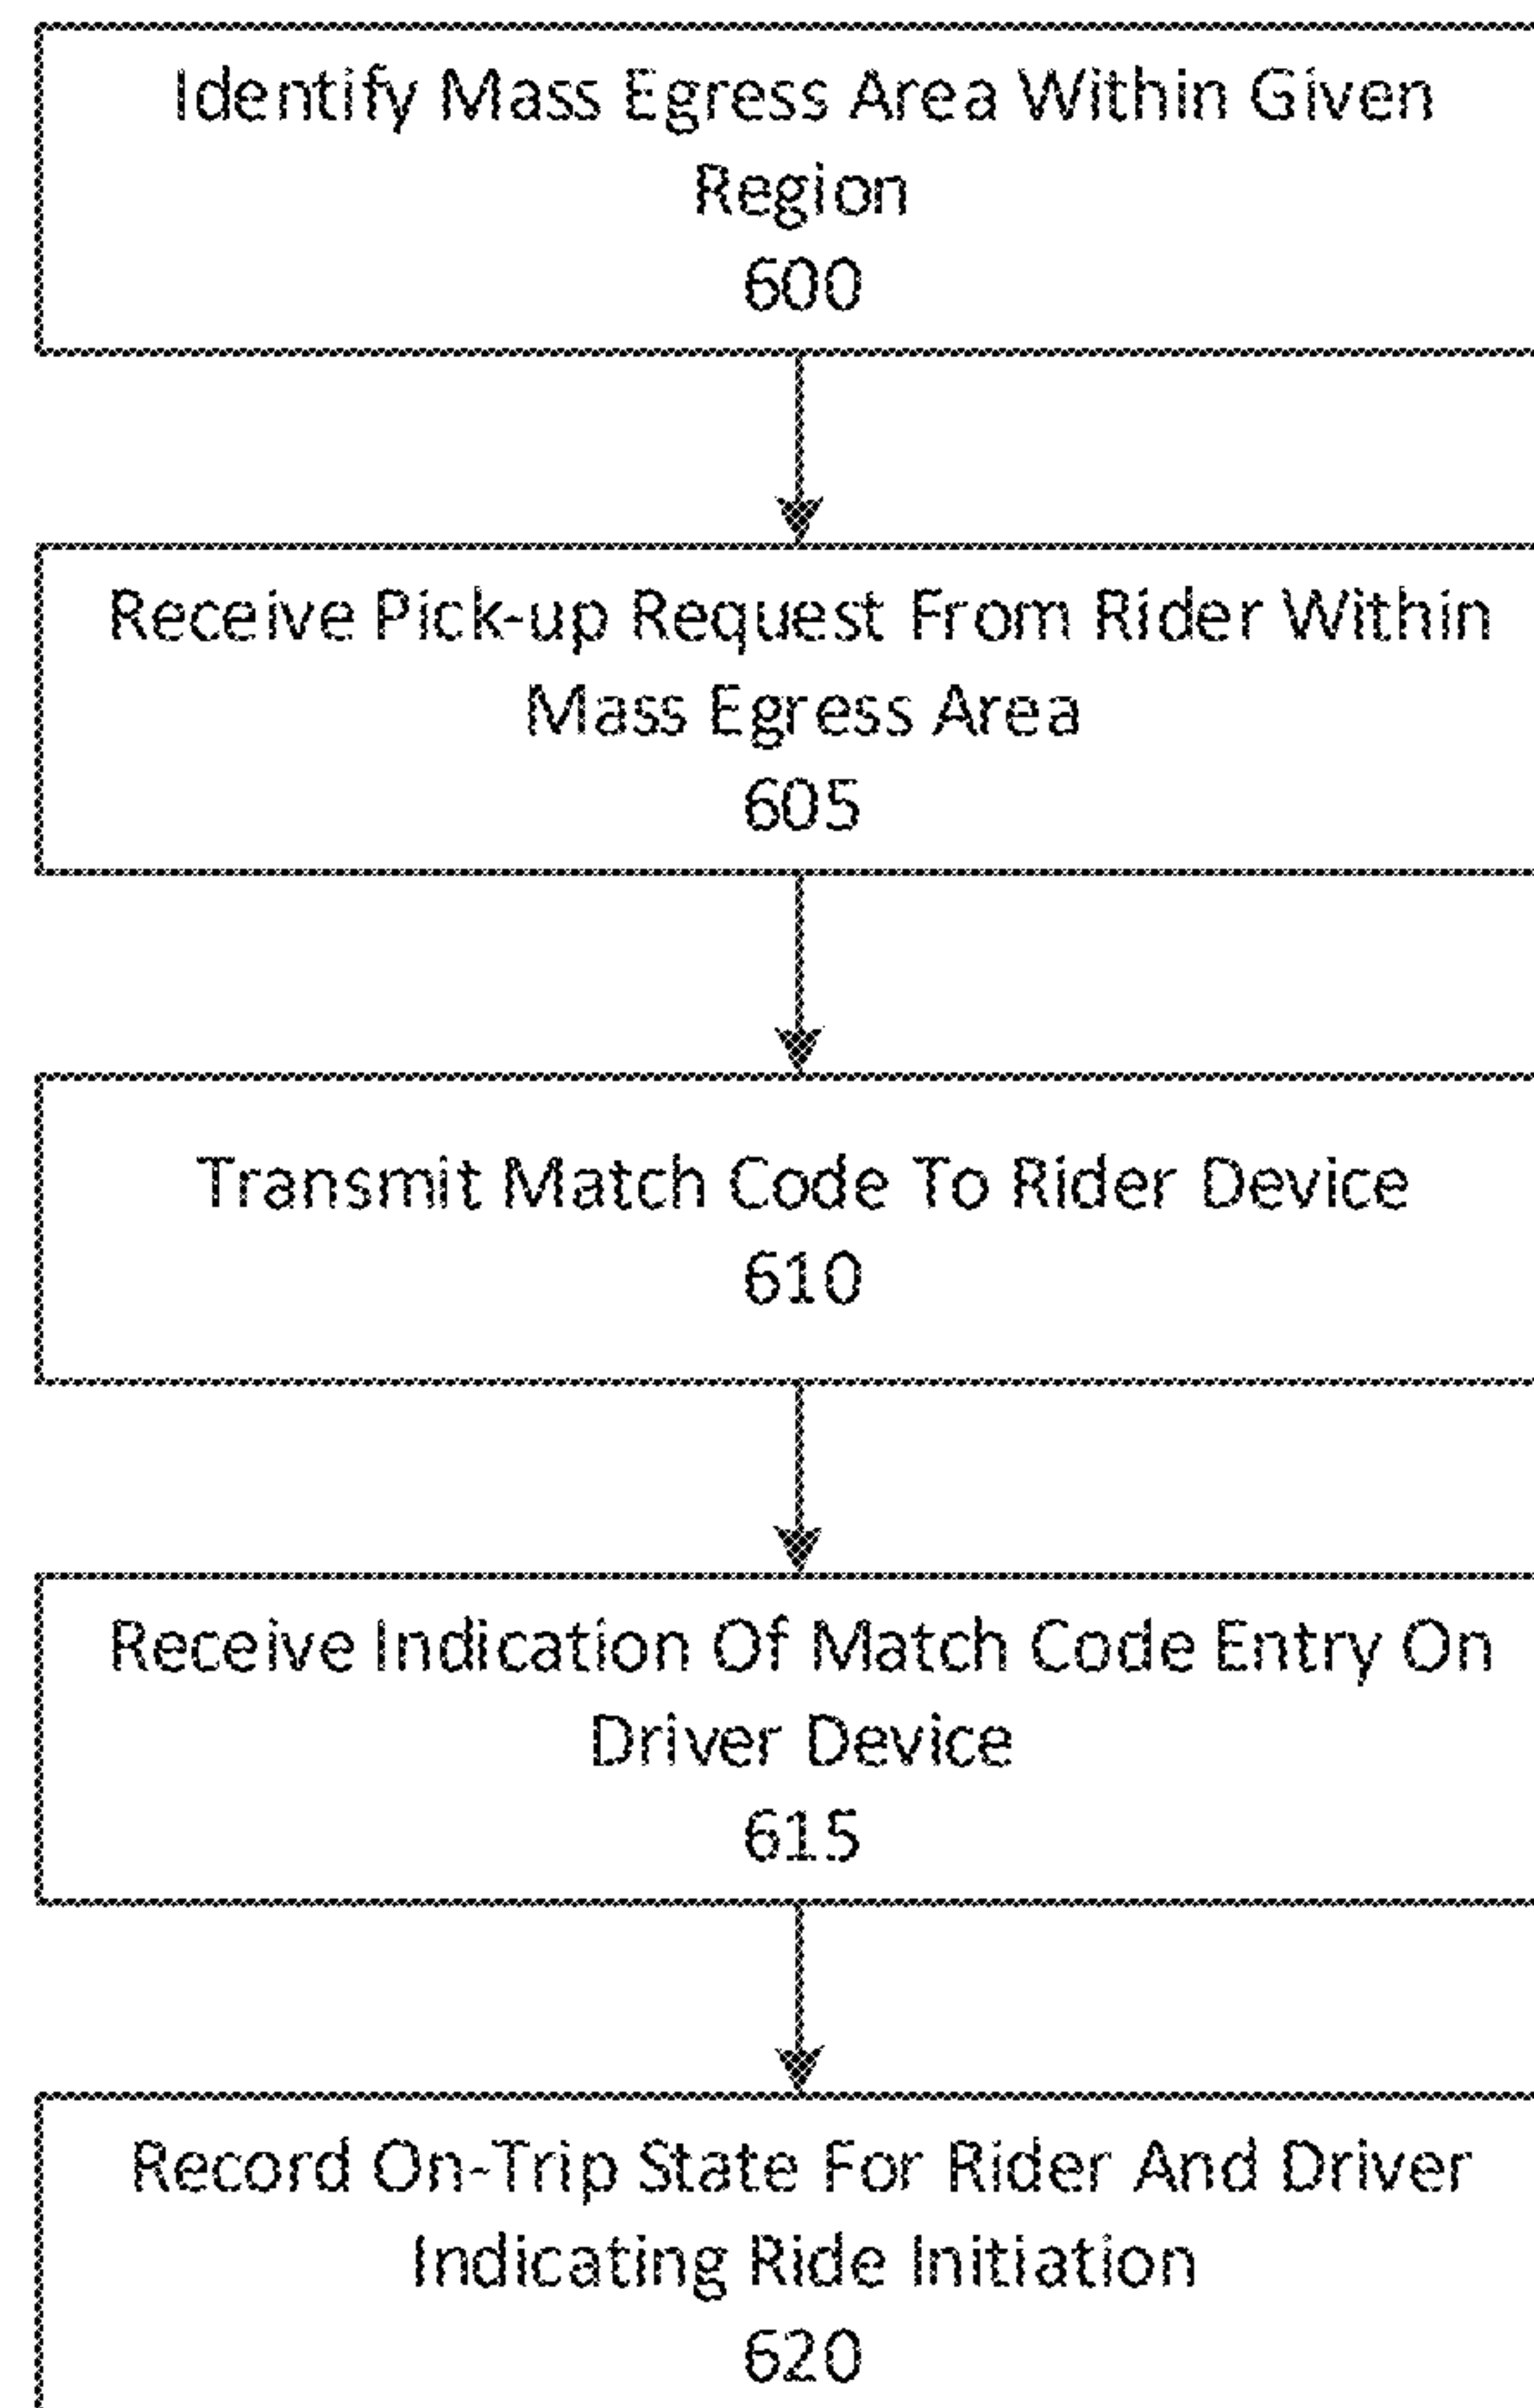 Identify Mass Egress Area Within Given
Region
600
Receive Pick-up Request From Rider Within
Mass Egress Area
605
Transmit Match Code To Rider Device
610
Receive Indication Of Match Code Entry On
Driver Device
615
Record On-Trip State For Rider And Driver
Indicating Ride Initiation
620